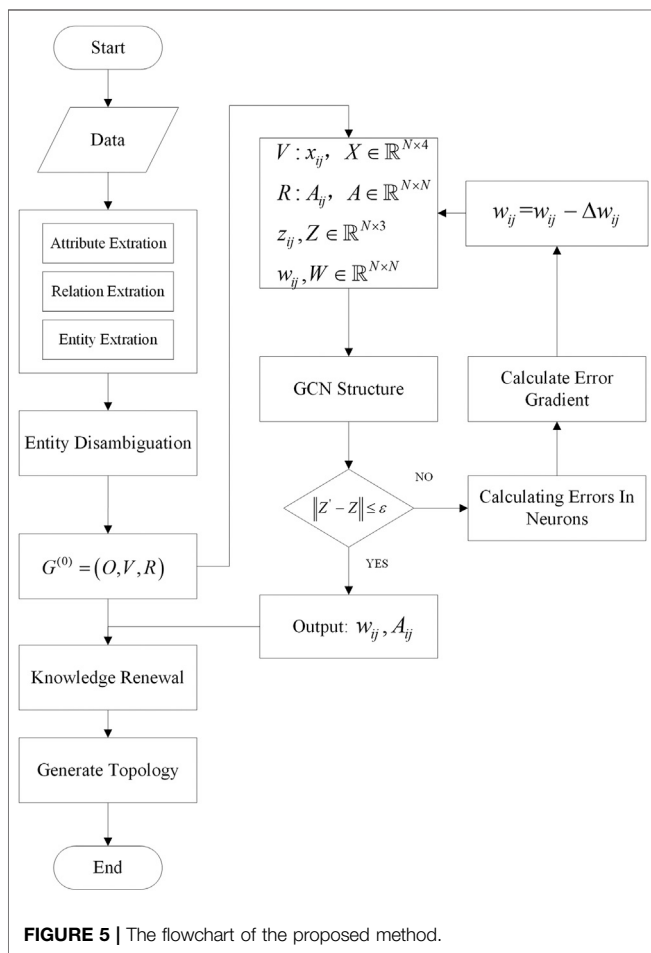 Start
Data
Attribute Extration
Relation Extraction
Entity Extration
Entity Disambiguation
G⁽⁰⁾ = (O,V,R)
Knowledge Renewal
Generate Topology
End
V : x_ij, X ∈ ℝ^{N×4}
R : A_ij, A ∈ ℝ^{N×N}
z_ij, Z ∈ ℝ^{N×3}
w_ij, W ∈ ℝ^{N×N}
GCN Structure
‖Z' − Z‖ ≤ ε
NO
YES
Output: w_ij, A_ij
w_ij=w_ij − Δw_ij
Calculate Error
Gradient
Calculating Errors In
Neurons
FIGURE 5 | The flowchart of the proposed method.